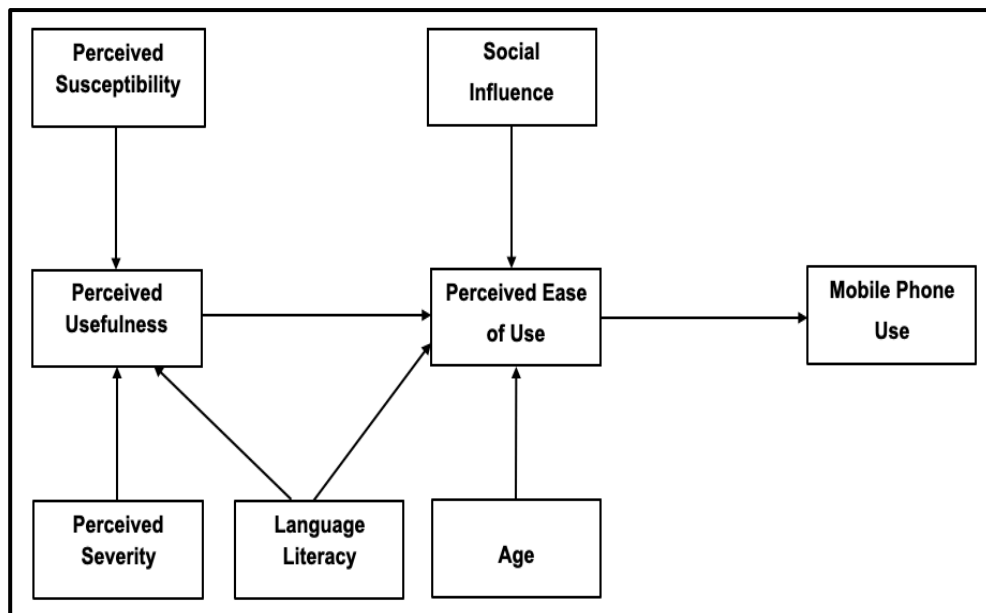 Perceived
Susceptibility
Social
Influence
Perceived
Usefulness
Perceived Ease
of Use
Mobile Phone
Use
Perceived
Severity
Language
Literacy
Age